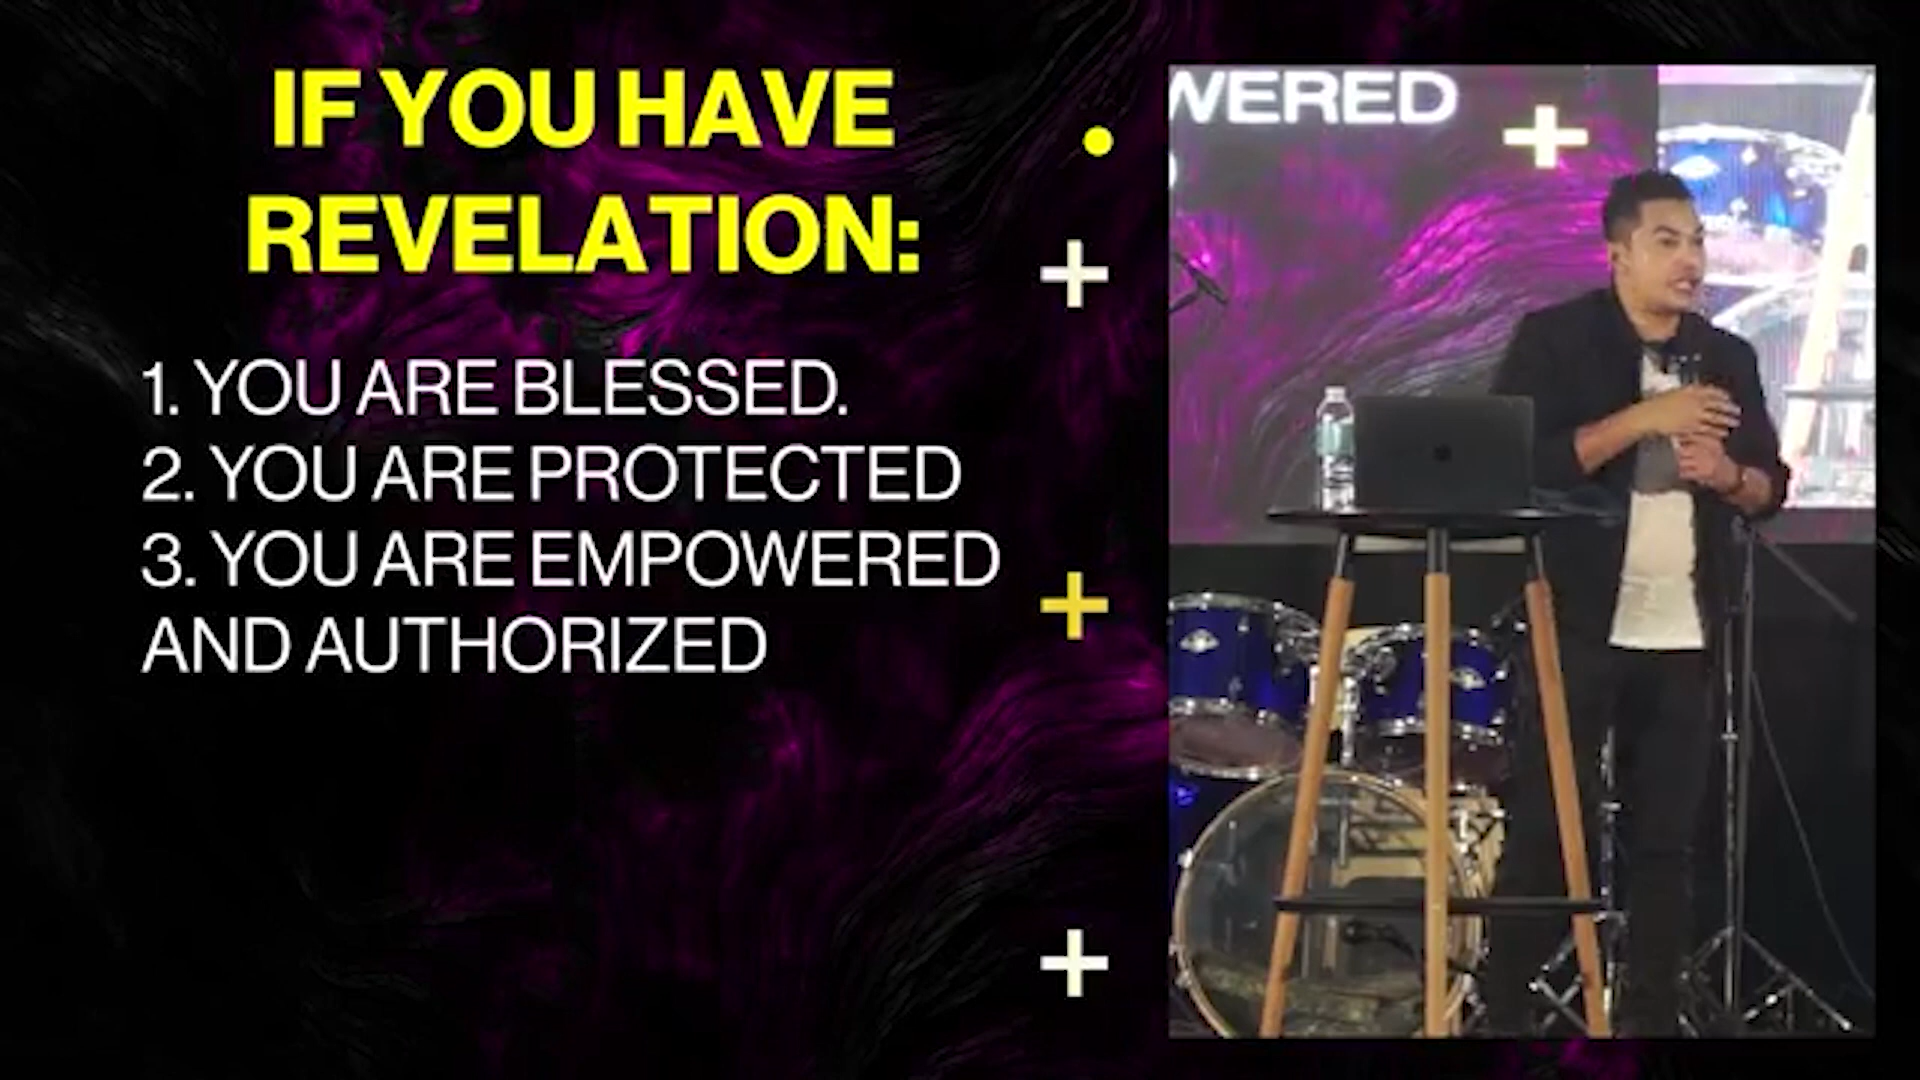 IF YOU HAVE
REVELATION:
1. YOU ARE BLESSED.
2. YOU ARE PROTECTED
3. YOU ARE EMPOWERED
AND AUTHORIZED
WERED